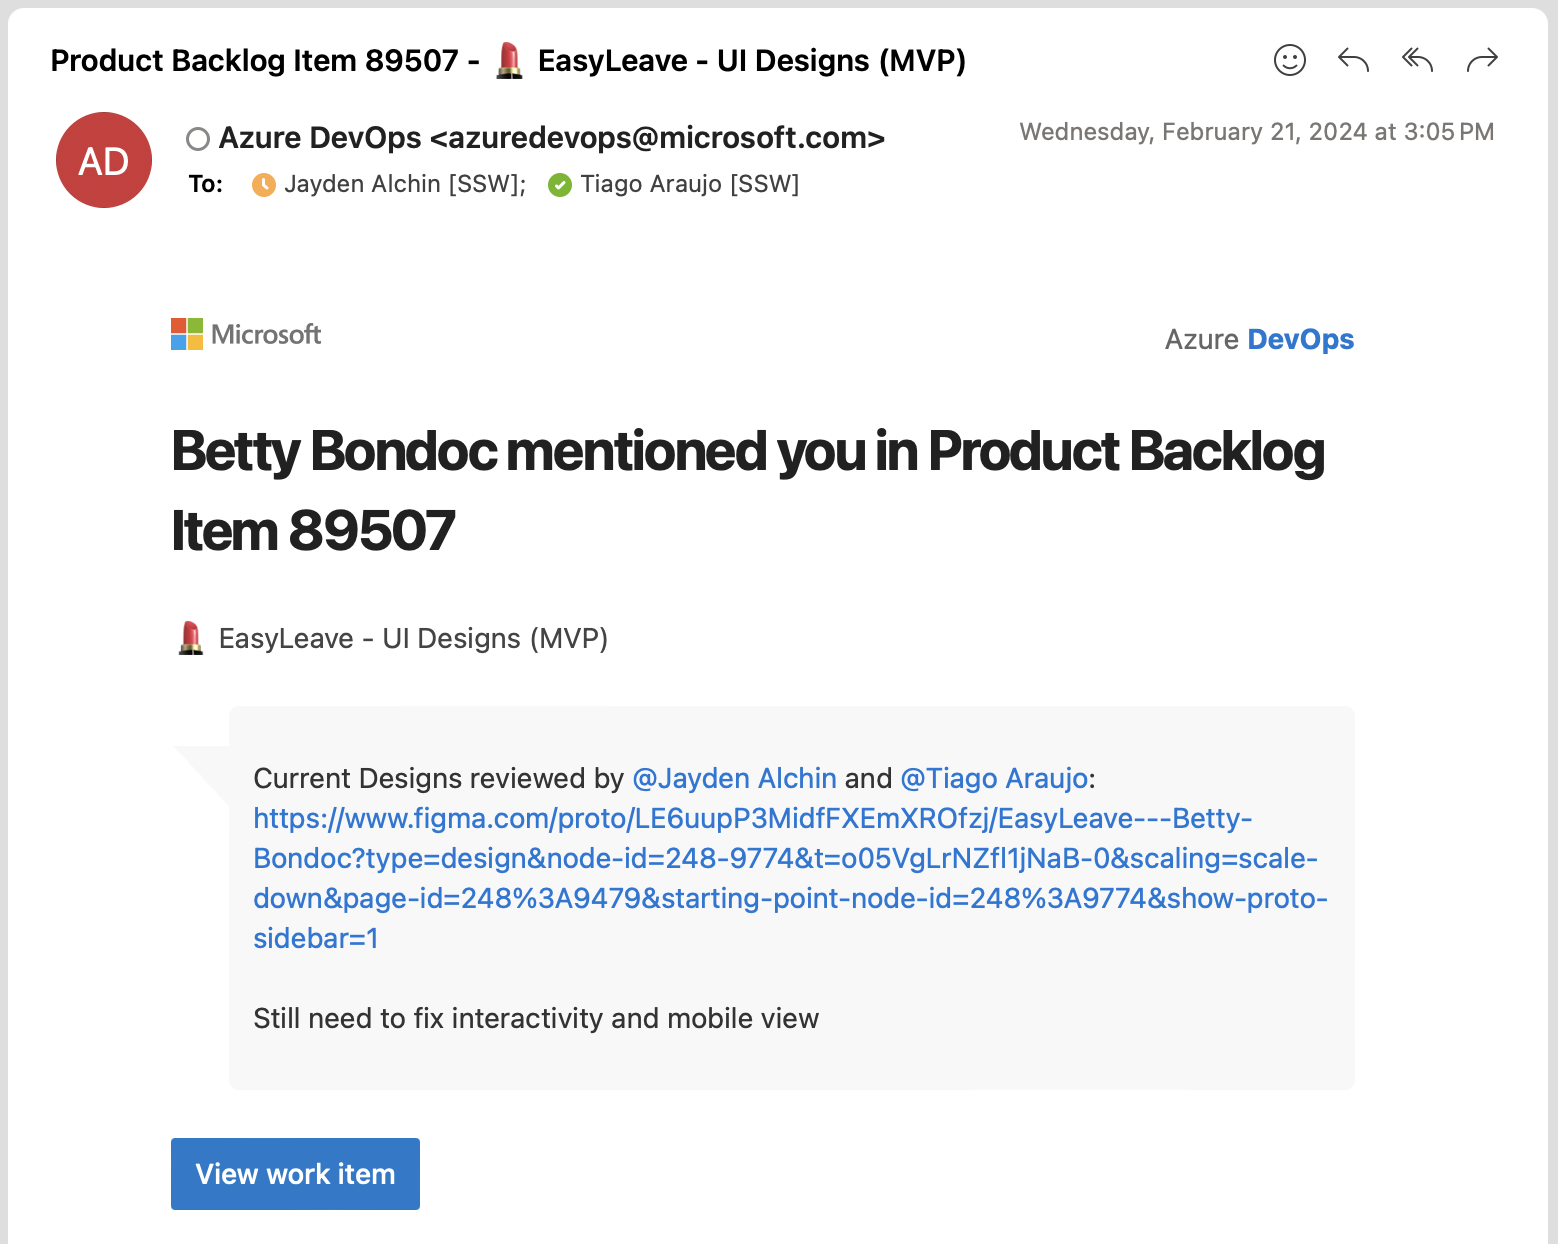 Product Backlog Item 89507 - 💄 EasyLeave - UI Designs (MVP)
AD
Azure DevOps <azuredevops@microsoft.com>
Wednesday, February 21, 2024 at 3:05 PM
To: Jayden Alchin [SSW]; Tiago Araujo [SSW]
Microsoft
Azure DevOps
Betty Bondoc mentioned you in Product Backlog
Item 89507
💄 EasyLeave - UI Designs (MVP)
Current Designs reviewed by @Jayden Alchin and @Tiago Araujo:
https://www.figma.com/proto/LE6uupP3MidfFXEmXROfzj/EasyLeave---Betty-
Bondoc?type=design&node-id=248-9774&t=o05VgLrNZfl1jNaB-0&scaling=scale-
down&page-id=248%3A9479&starting-point-node-id=248%3A9774&show-proto-
sidebar=1
Still need to fix interactivity and mobile view
View work item